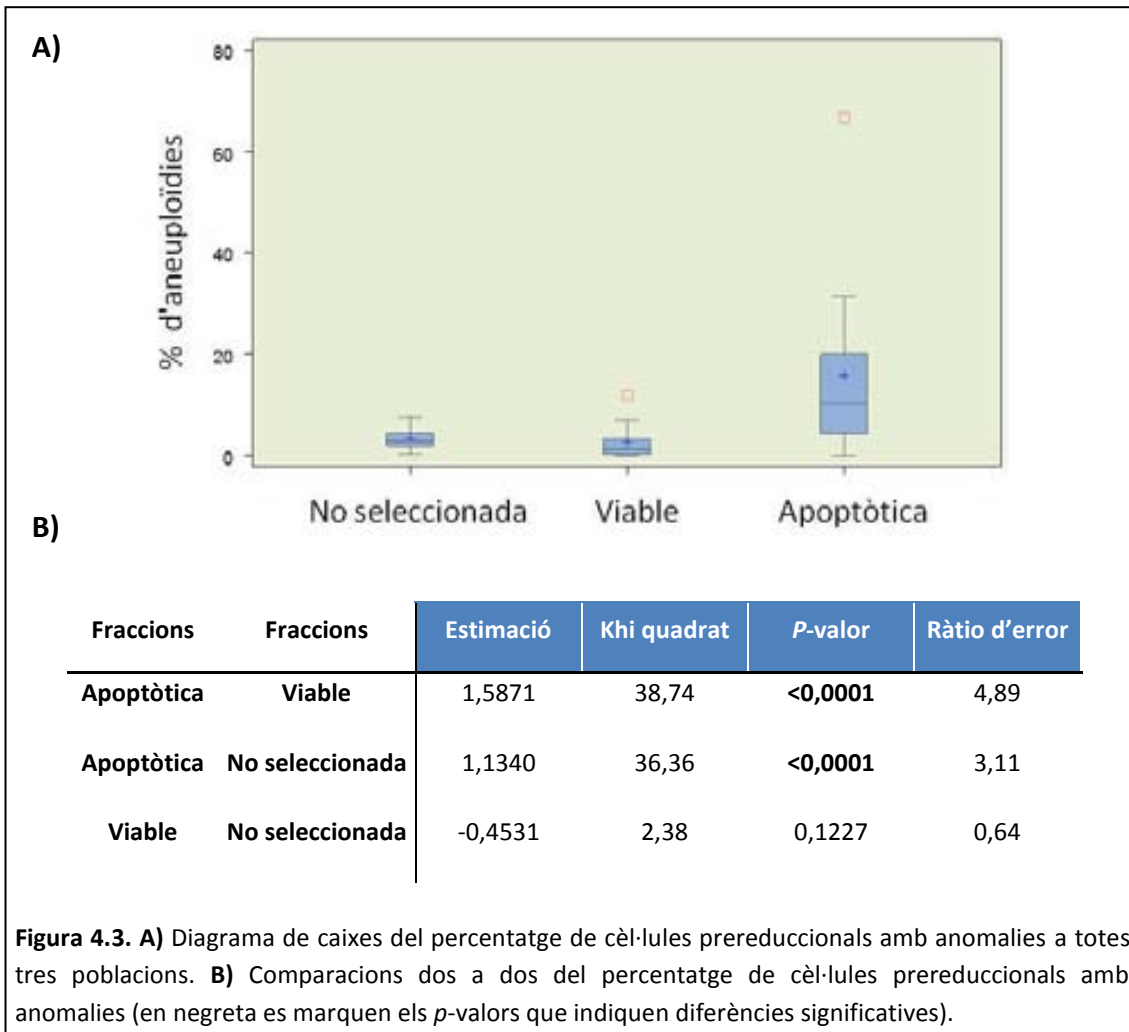 A)
80
60
40
20
0
% d'aneuploïdies
No seleccionada Viable Apoptòtica
B)
Fraccions Fraccions Estimació Khi quadrat P-valor Ràtio d’error
Apoptòtica Viable 1,5871 38,74 <0,0001 4,89
Apoptòtica No seleccionada 1,1340 36,36 <0,0001 3,11
Viable No seleccionada -0,4531 2,38 0,1227 0,64
Figura 4.3. A) Diagrama de caixes del percentatge de cèl·lules prereduccionals amb anomalies a totes
tres poblacions. B) Comparacions dos a dos del percentatge de cèl·lules prereduccionals amb
anomalies (en negreta es marquen els p-valors que indiquen diferències significatives).